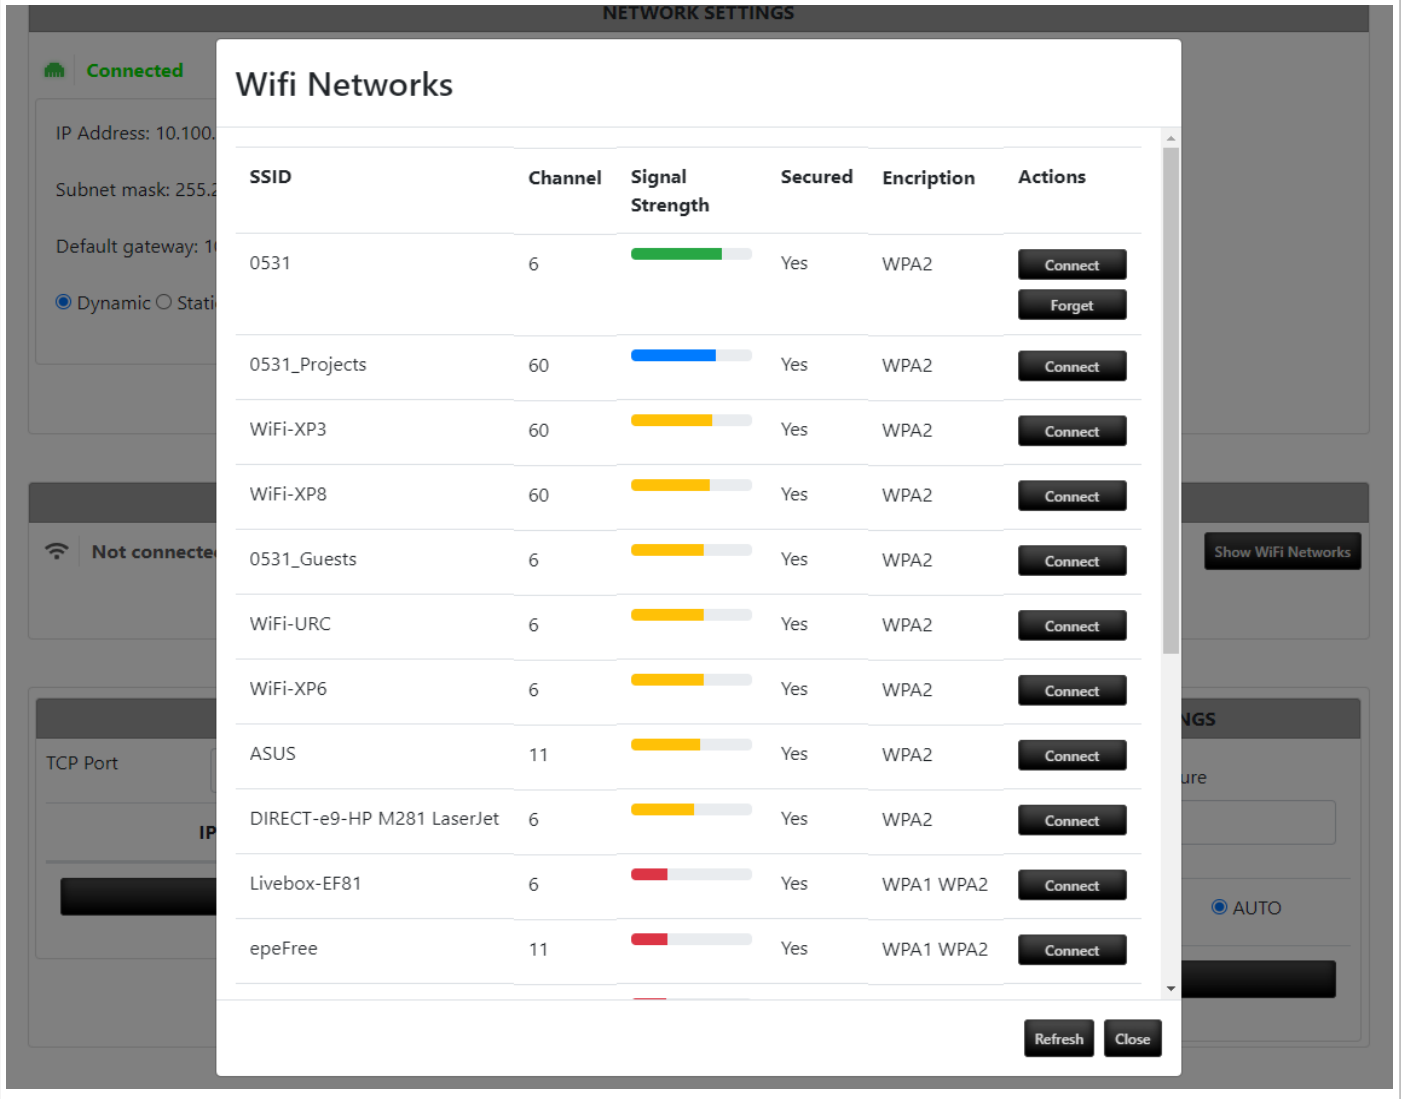 NETWORK SETTINGS
Connected
IP Address: 10.100.
Subnet mask: 255.2
Default gateway: 1
Dynamic Stati
Wifi Networks
SSID Channel Signal Strength Secured Encription Actions
0531 6 Yes WPA2 Connect
Forget
0531_Projects 60 Yes WPA2 Connect
WiFi-XP3 60 Yes WPA2 Connect
WiFi-XP8 60 Yes WPA2 Connect
0531_Guests 6 Yes WPA2 Connect
WiFi-URC 6 Yes WPA2 Connect
WiFi-XP6 6 Yes WPA2 Connect
ASUS 11 Yes WPA2 Connect
DIRECT-e9-HP M281 LaserJet 6 Yes WPA2 Connect
Livebox-EF81 6 Yes WPA1 WPA2 Connect
epeFree 11 Yes WPA1 WPA2 Connect
Refresh Close
Not connected
Show WiFi Networks
TCP Port
IP
NGS
ure
AUTO